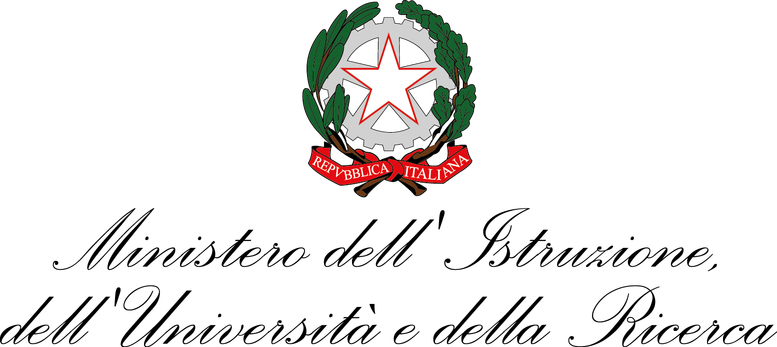 REPVBBLICA ITALIANA
Ministero dell' Istruzione,
dell'Università e della Ricerca